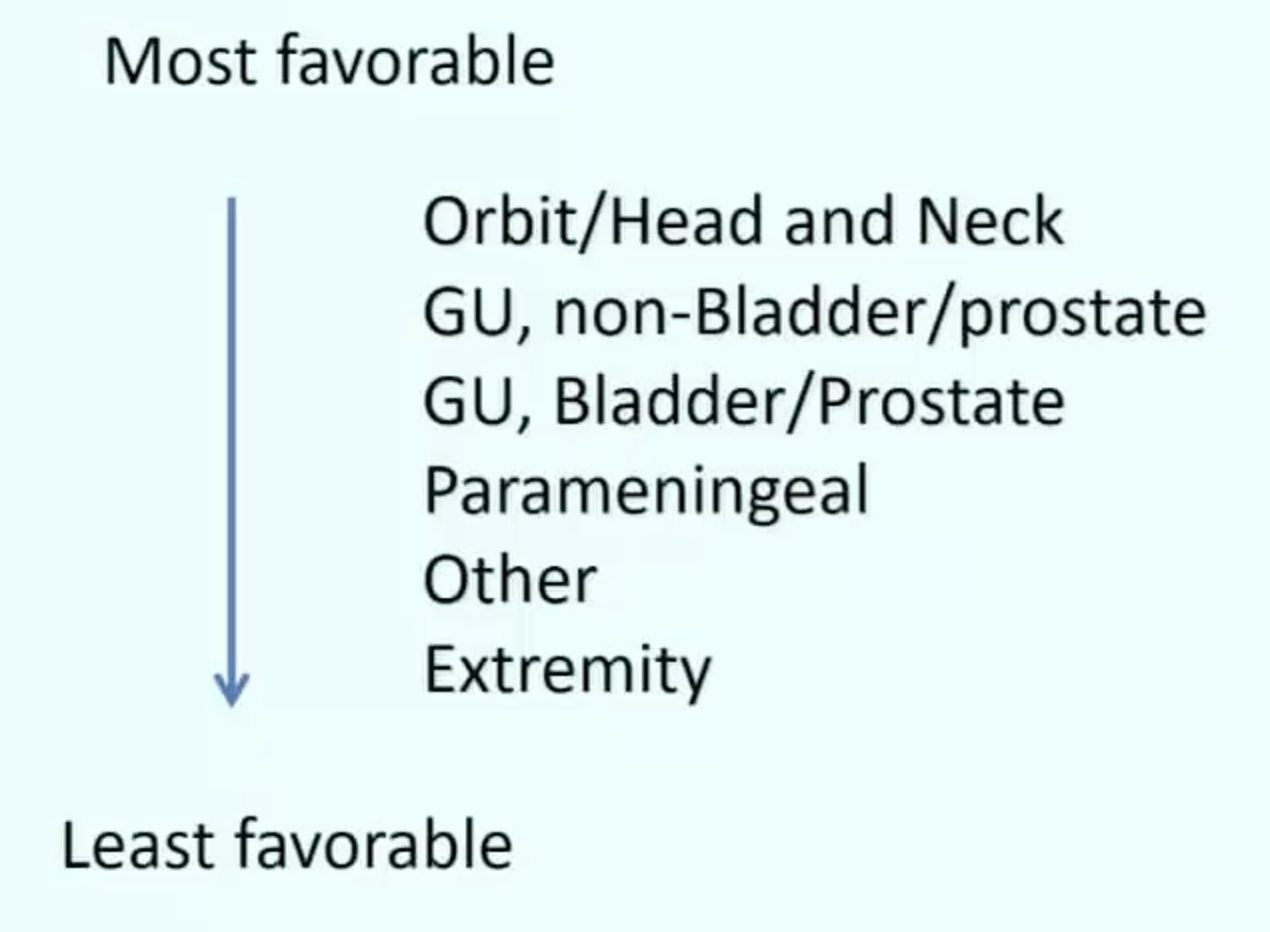 Most favorable
Orbit/Head and Neck
GU, non-Bladder/prostate
GU, Bladder/Prostate
Parameningeal
Other
Extremity
Least favorable